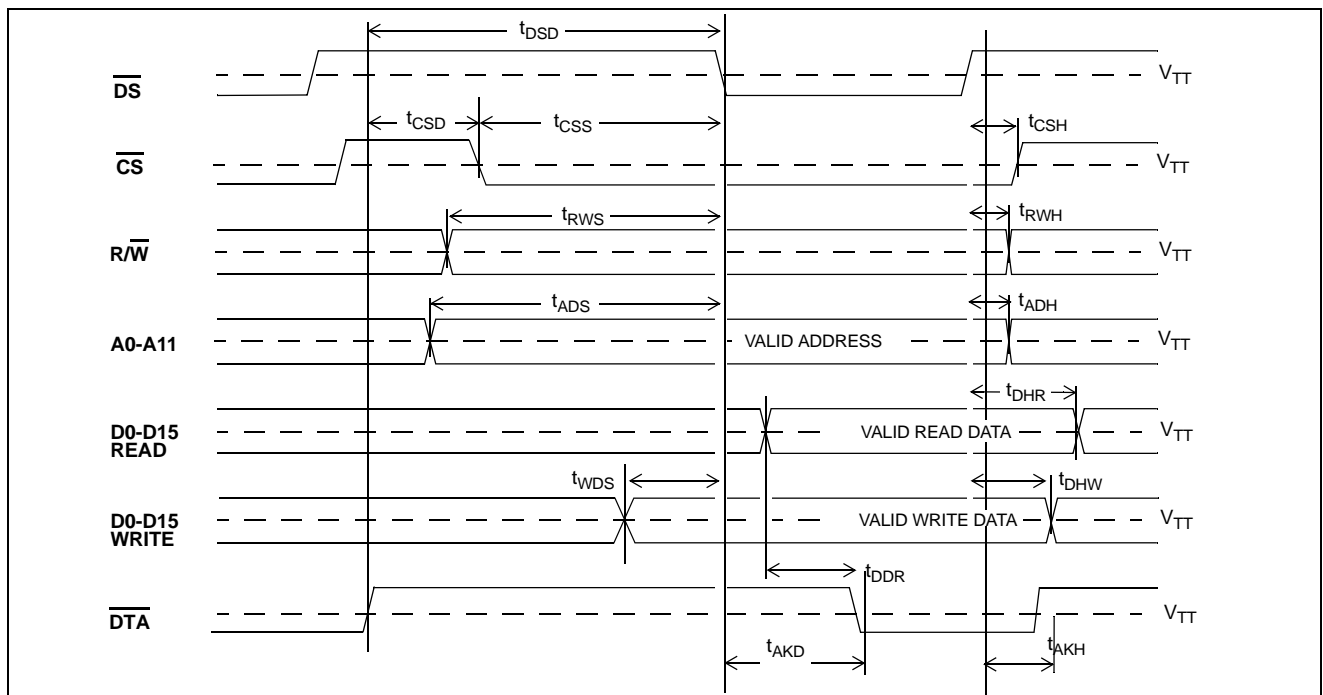 tDSD
DS
VTT
tCSD
tCSS
tCSH
CS
VTT
tRWS
tRWH
R/W
VTT
tADS
tADH
A0-A11
VALID ADDRESS
VTT
tDHR
D0-D15
READ
VALID READ DATA
VTT
tWDS
tDHW
D0-D15
WRITE
VALID WRITE DATA
VTT
tDDR
DTA
VTT
tAKD
tAKH